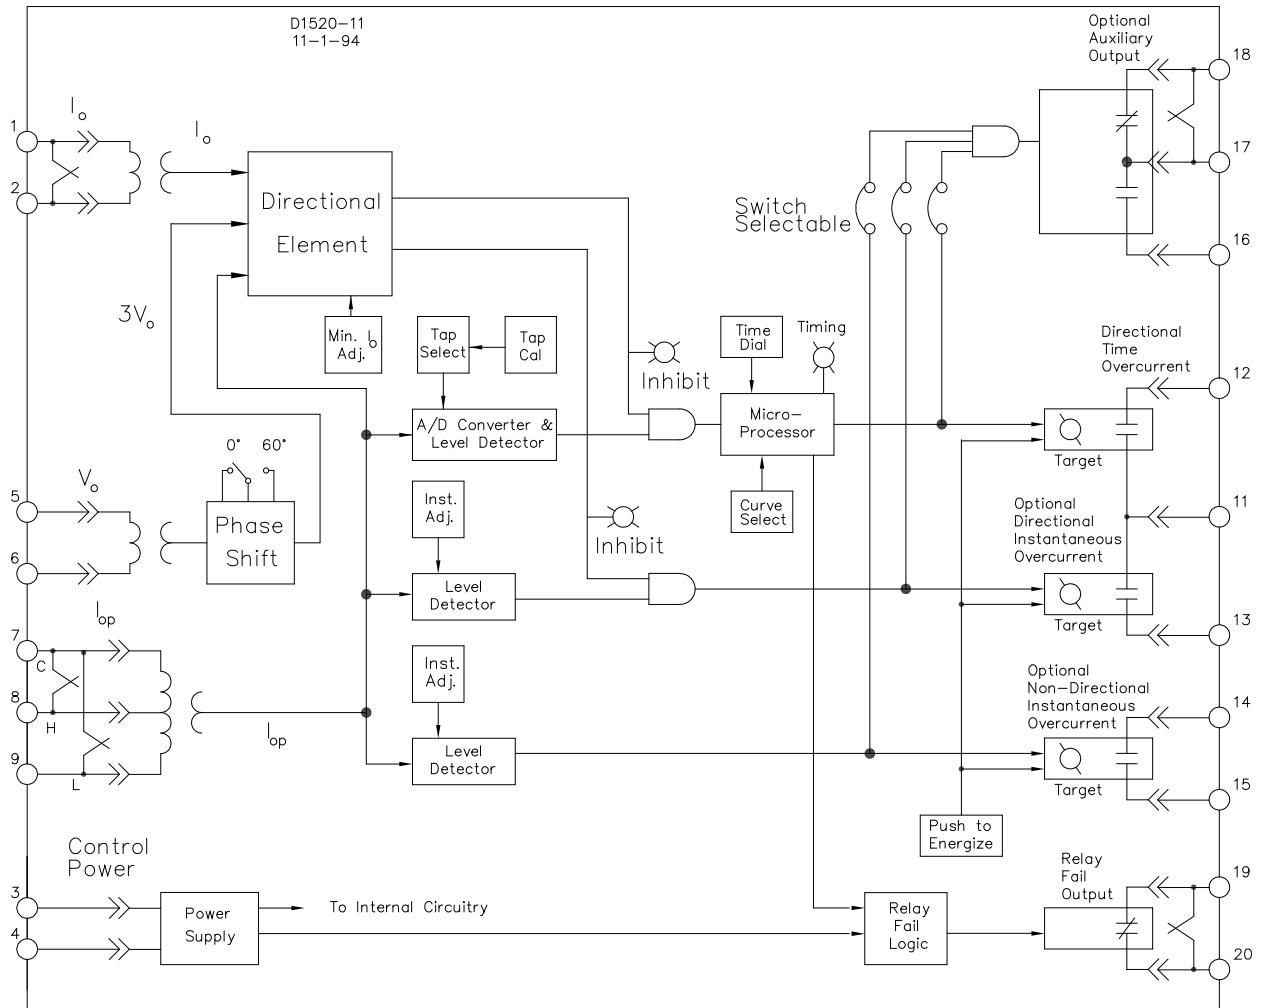 D1520-11
11-1-94
Optional
Auxiliary
Output
18
17
16
1
2
Io
Io
Directional
Element
3Vo
Min. Io
Adj.
Tap
Select
Tap
Cal
A/D Converter &
Level Detector
Inhibit
Time
Dial
Timing
Micro-
Processor
Curve
Select
Switch
Selectable
Directional
Time
Overcurrent
12
Target
11
5
6
Vo
0° 60°
Phase
Shift
Inst.
Adj.
Level
Detector
Inhibit
Optional
Directional
Instantaneous
Overcurrent
Target
13
7
8
9
C
H
L
Iop
Iop
Inst.
Adj.
Level
Detector
Optional
Non-Directional
Instantaneous
Overcurrent
14
Target
15
Push to
Energize
Control
Power
3
4
Power
Supply
To Internal Circuitry
Relay
Fail
Logic
Relay
Fail
Output
19
20